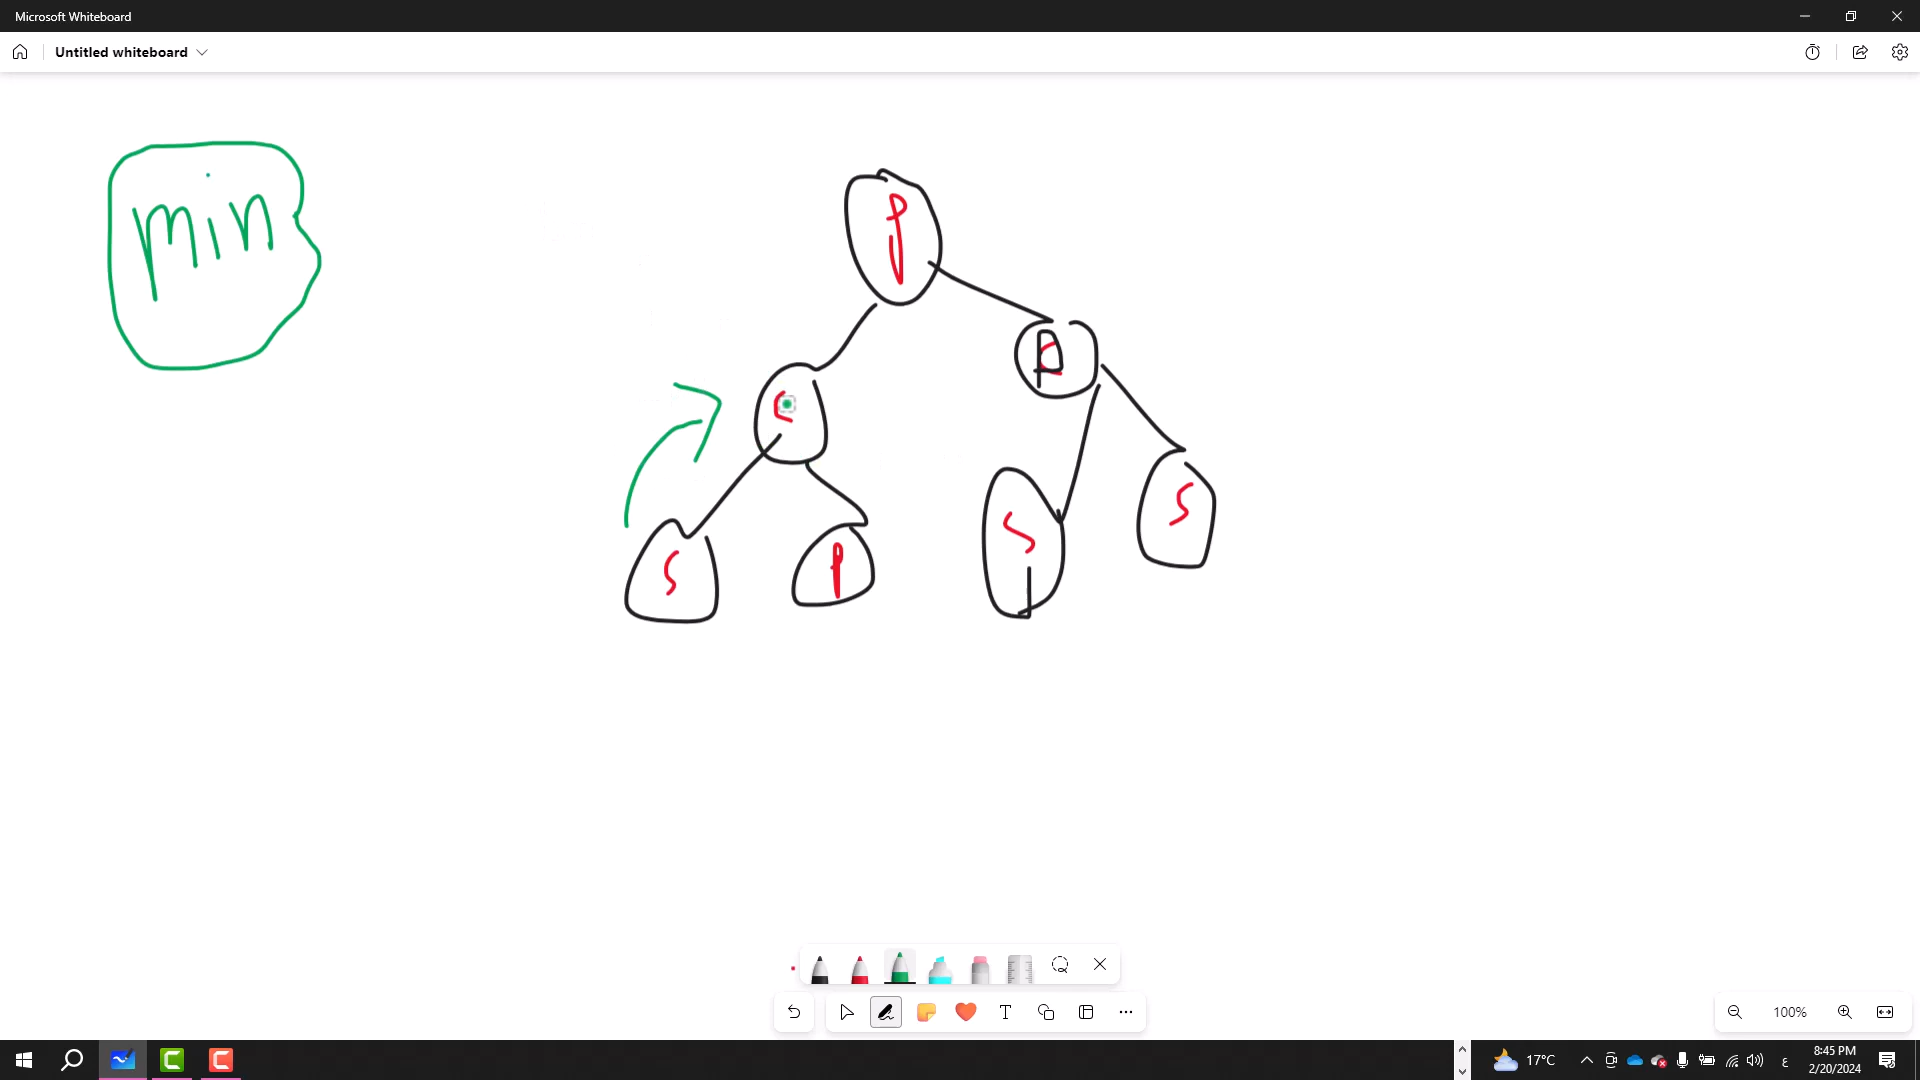 Microsoft Whiteboard
Untitled whiteboard
min
P
C
S
P
S
S
100%
17°C
ع
8:45 PM
2/20/2024